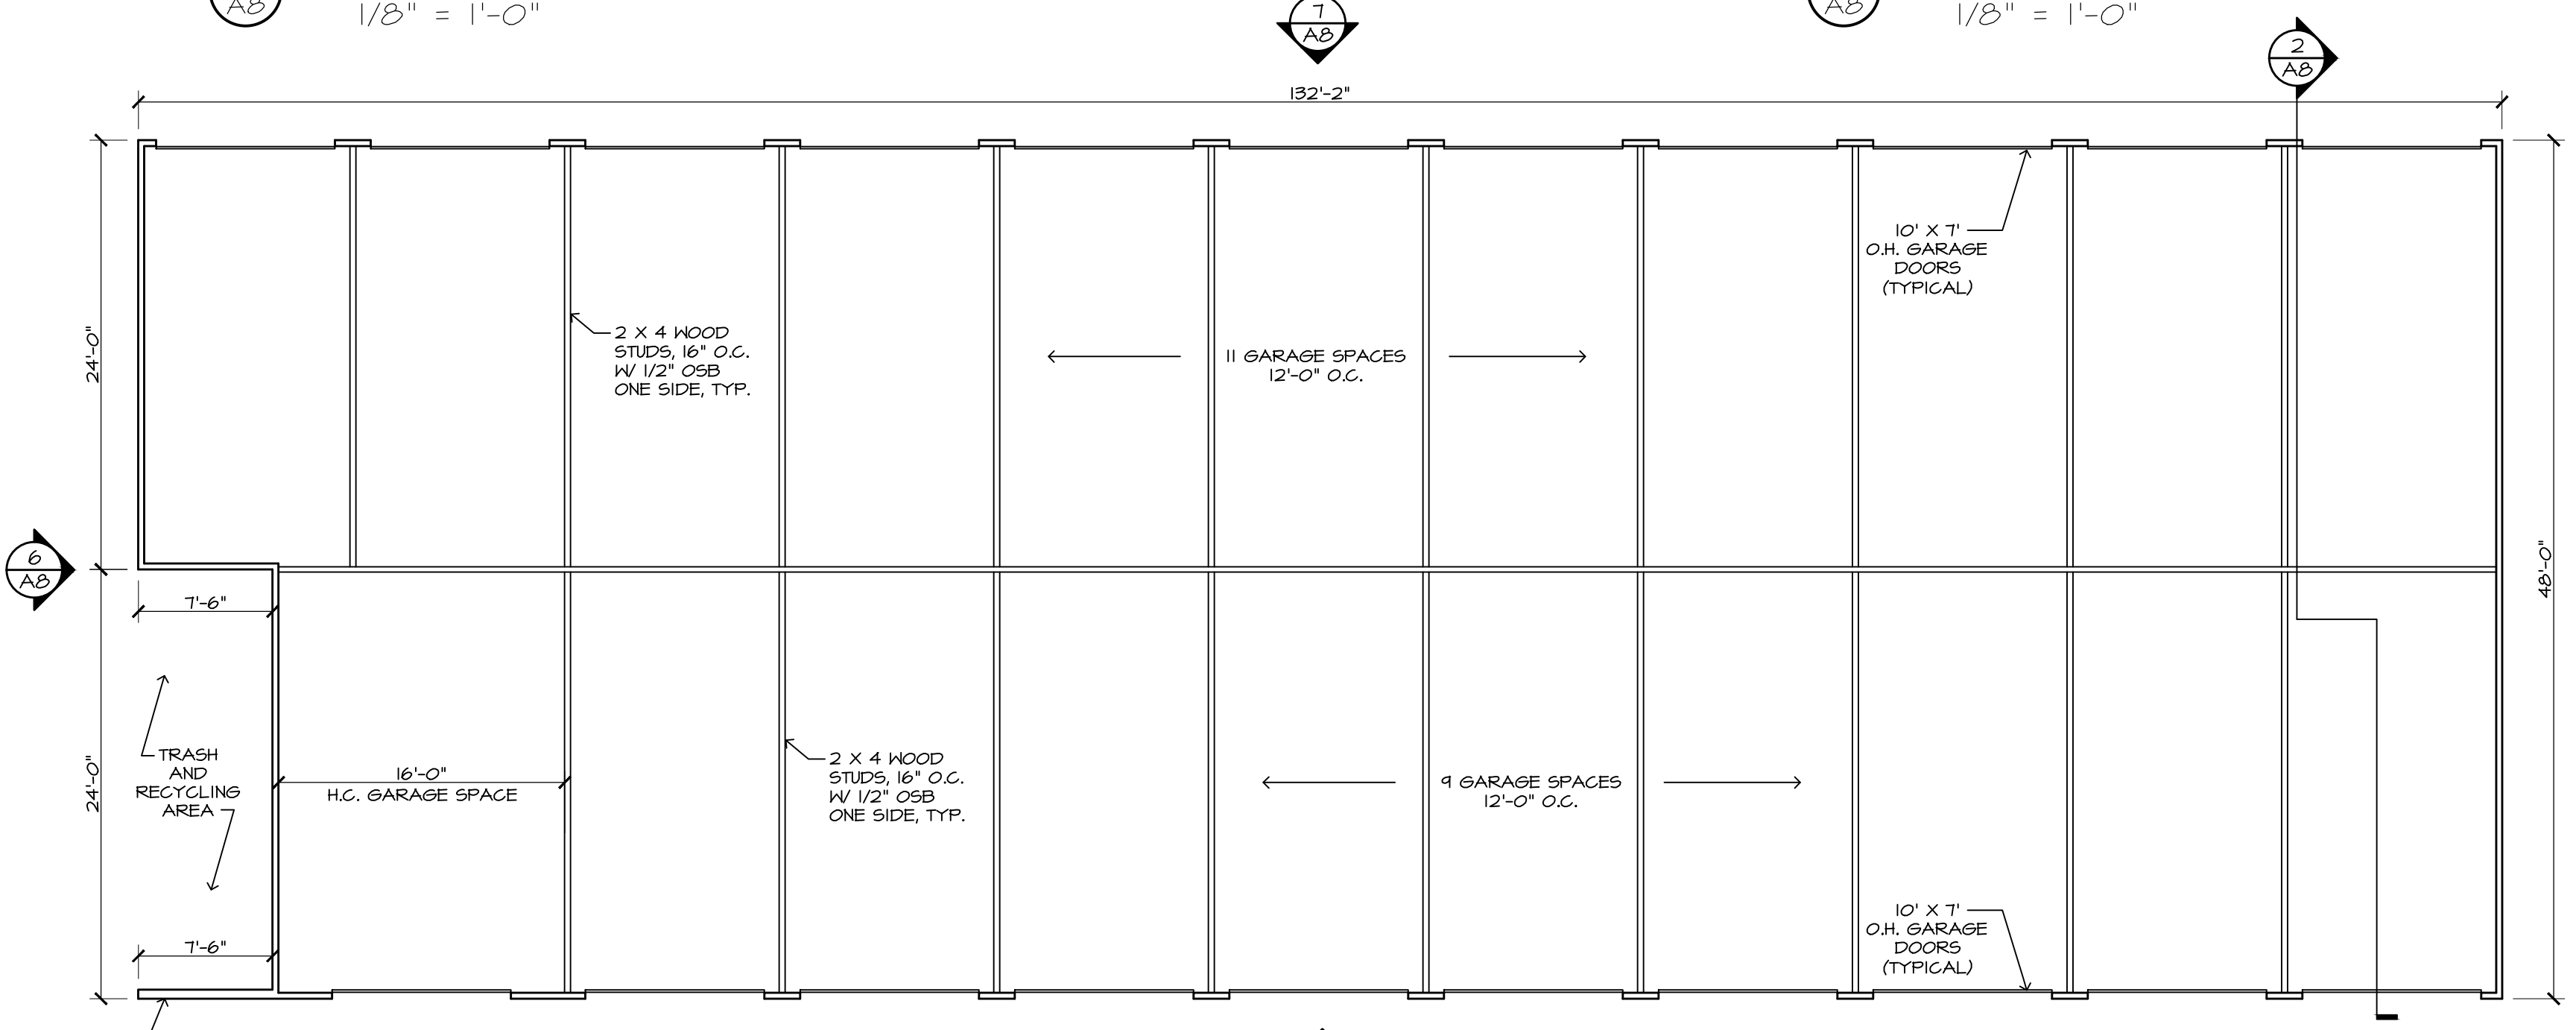 A8
1/8" = 1'-0"
7
A8
A8
1/8" = 1'-0"
2
A8
132'-2"
10' X 7'
O.H. GARAGE
DOORS
(TYPICAL)
24'-0"
2 X 4 WOOD
STUDS, 16" O.C.
W/ 1/2" OSB
ONE SIDE, TYP.
11 GARAGE SPACES
12'-0" O.C.
6
A8
48'-0"
7'-6"
TRASH
AND
RECYCLING
AREA
24'-0"
16'-0"
H.C. GARAGE SPACE
2 X 4 WOOD
STUDS, 16" O.C.
W/ 1/2" OSB
ONE SIDE, TYP.
9 GARAGE SPACES
12'-0" O.C.
7'-6"
10' X 7'
O.H. GARAGE
DOORS
(TYPICAL)